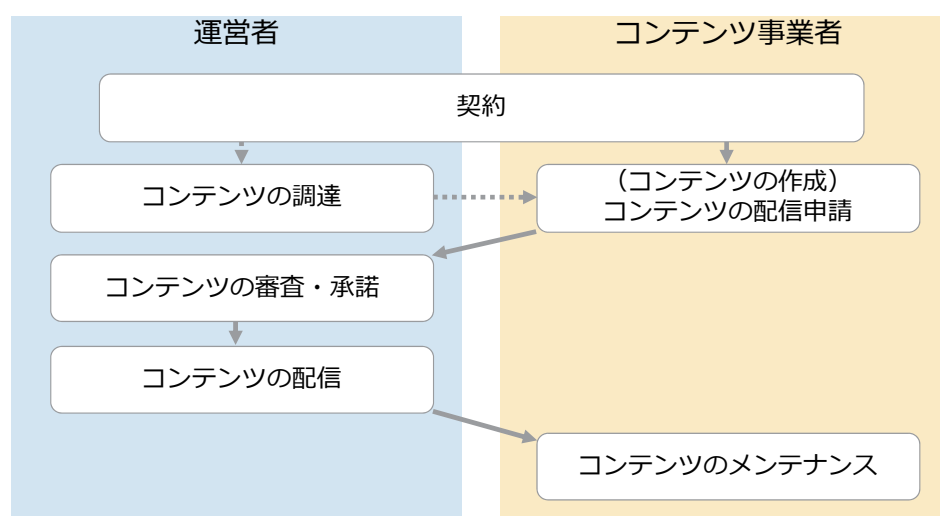 運営者
コンテンツ事業者
契約
コンテンツの調達
（コンテンツの作成）
コンテンツの配信申請
コンテンツの審査・承諾
コンテンツの配信
コンテンツのメンテナンス